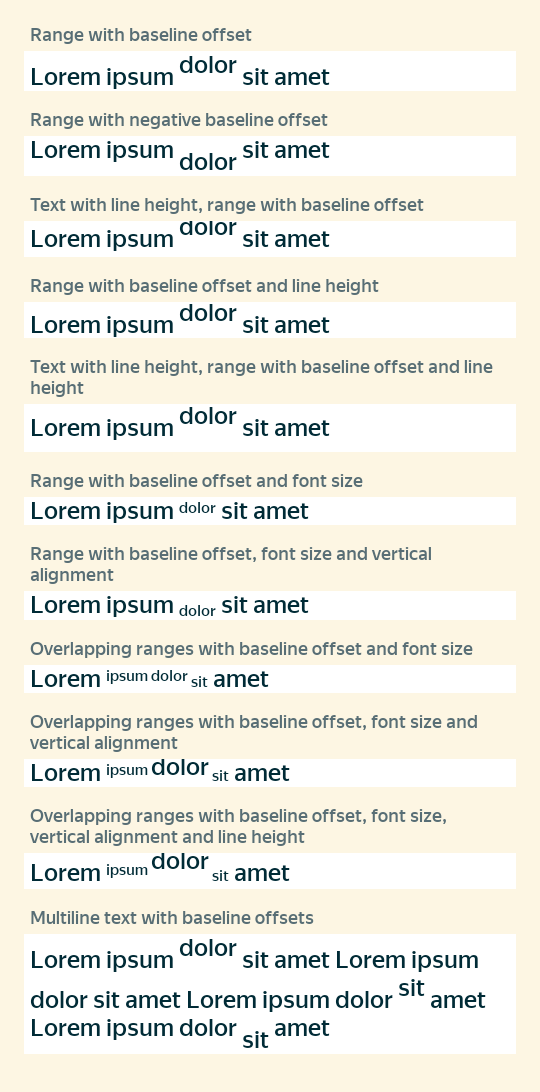 Range with baseline offset
Lorem ipsum dolor sit amet
Range with negative baseline offset
Lorem ipsum dolor sit amet
Text with line height, range with baseline offset
Lorem ipsum dolor sit amet
Range with baseline offset and line height
Lorem ipsum dolor sit amet
Text with line height, range with baseline offset and line
height
Lorem ipsum dolor sit amet
Range with baseline offset and font size
Lorem ipsum dolor sit amet
Range with baseline offset, font size and vertical
alignment
Lorem ipsum dolor sit amet
Overlapping ranges with baseline offset and font size
Lorem ipsum dolor sit amet
Overlapping ranges with baseline offset, font size and
vertical alignment
Lorem ipsum dolor sit amet
Overlapping ranges with baseline offset, font size,
vertical alignment and line height
Lorem ipsum dolor sit amet
Multiline text with baseline offsets
Lorem ipsum dolor sit amet Lorem ipsum
dolor sit amet Lorem ipsum dolor sit amet
Lorem ipsum dolor sit amet